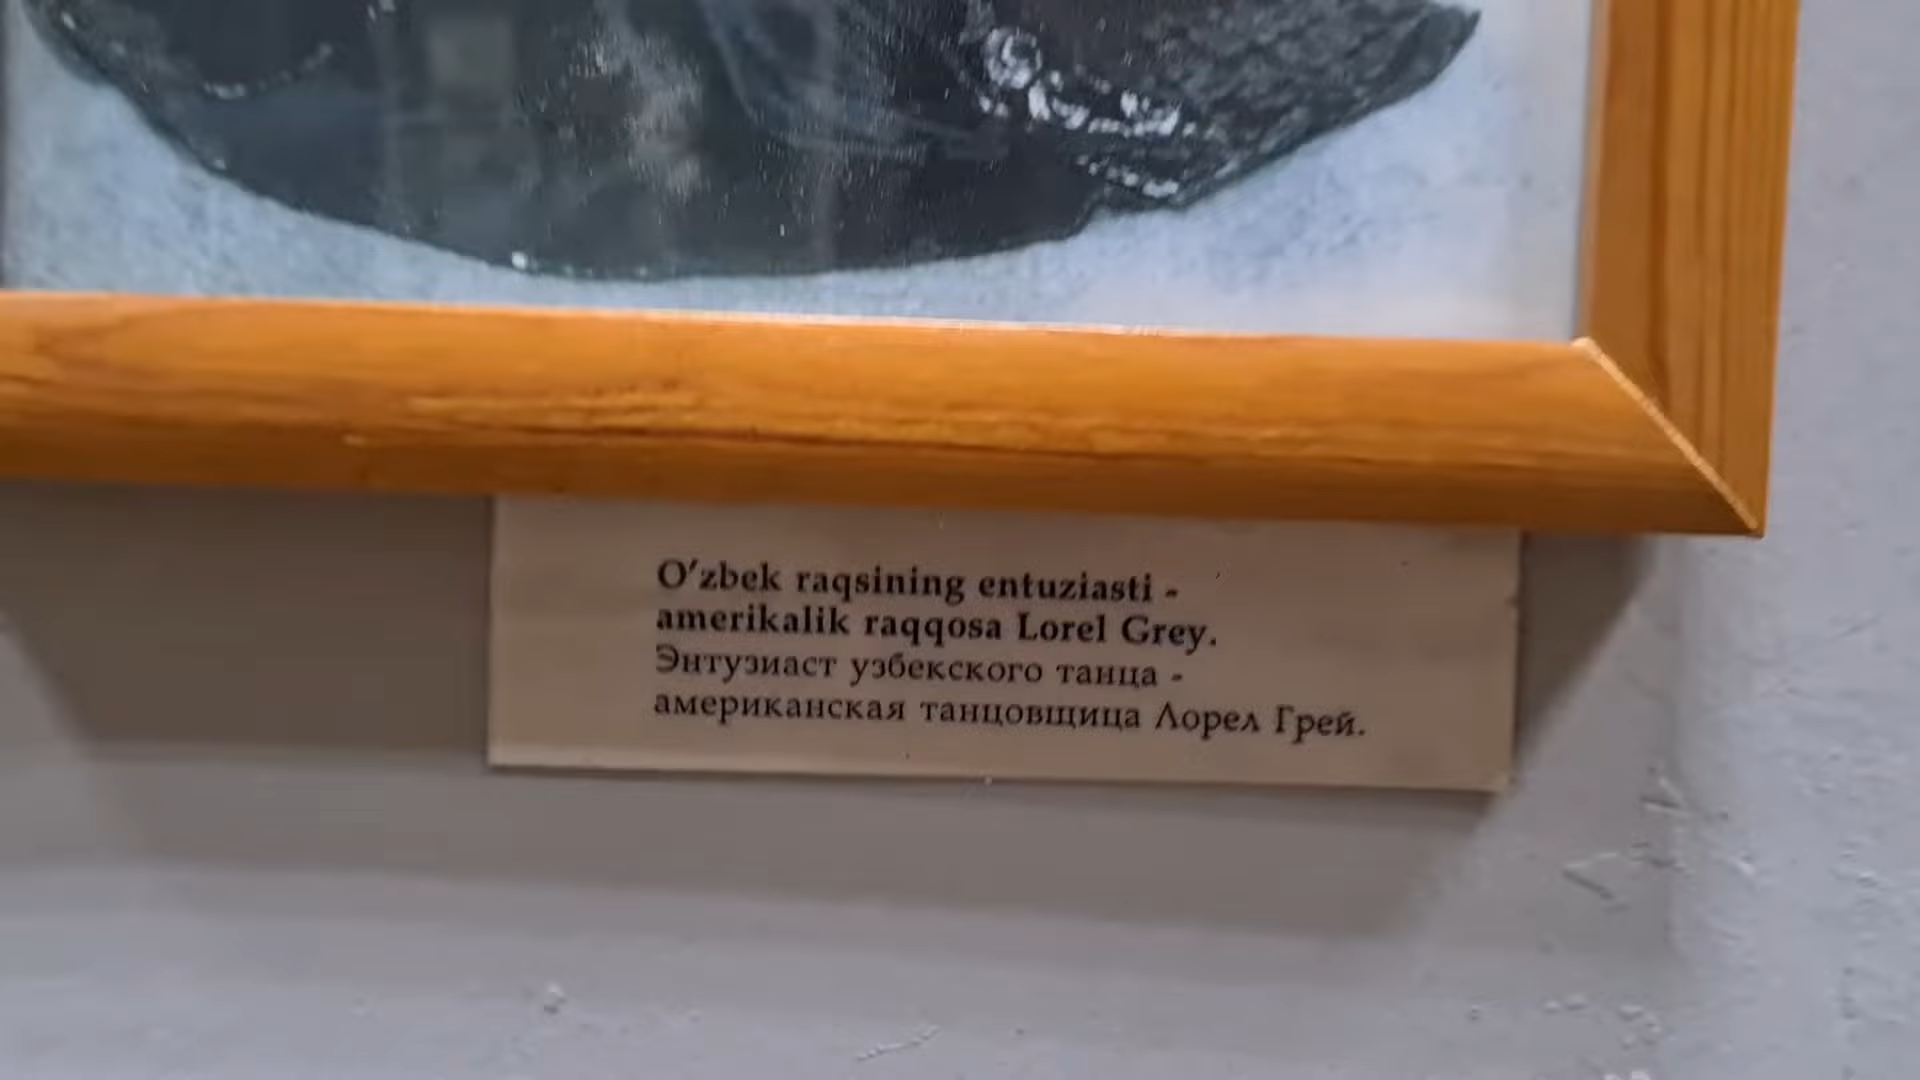 O'zbek raqsining entuziasti -
amerikalik raqqosa Lorel Grey.
Энтузиаст узбекского танца -
американская танцовщица Лорел Грей.